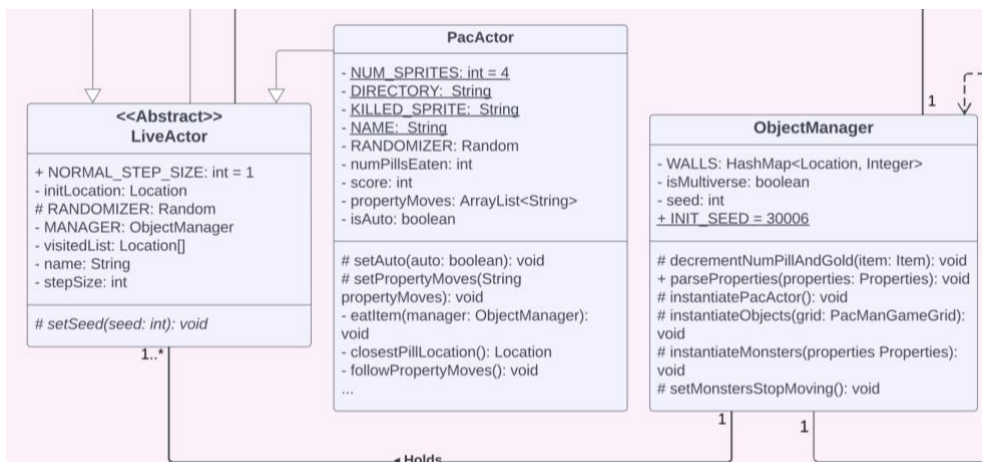 <<Abstract>>
LiveActor
+ NORMAL_STEP_SIZE: int = 1
- initLocation: Location
# RANDOMIZER: Random
- MANAGER: ObjectManager
- visitedList: Location[]
- name: String
- stepSize: int
# setSeed(seed: int): void
1..*
PacActor
- NUM_SPRITES: int = 4
- DIRECTORY: String
- KILLED_SPRITE: String
- NAME: String
- RANDOMIZER: Random
- numPillsEaten: int
- score: int
- propertyMoves: ArrayList<String>
- isAuto: boolean
# setAuto(auto: boolean): void
# setPropertyMoves(String
propertyMoves): void
- eatItem(manager: ObjectManager):
void
- closestPillLocation(): Location
- followPropertyMoves(): void
...
1
ObjectManager
- WALLS: HashMap<Location, Integer>
- isMultiverse: boolean
- seed: int
+ INIT_SEED = 30006
# decrementNumPillAndGold(item: Item): void
+ parseProperties(properties: Properties): void
# instantiatePacActor(): void
# instantiateObjects(grid: PacManGameGrid):
void
# instantiateMonsters(properties Properties):
void
# setMonstersStopMoving(): void
1
1
Holds